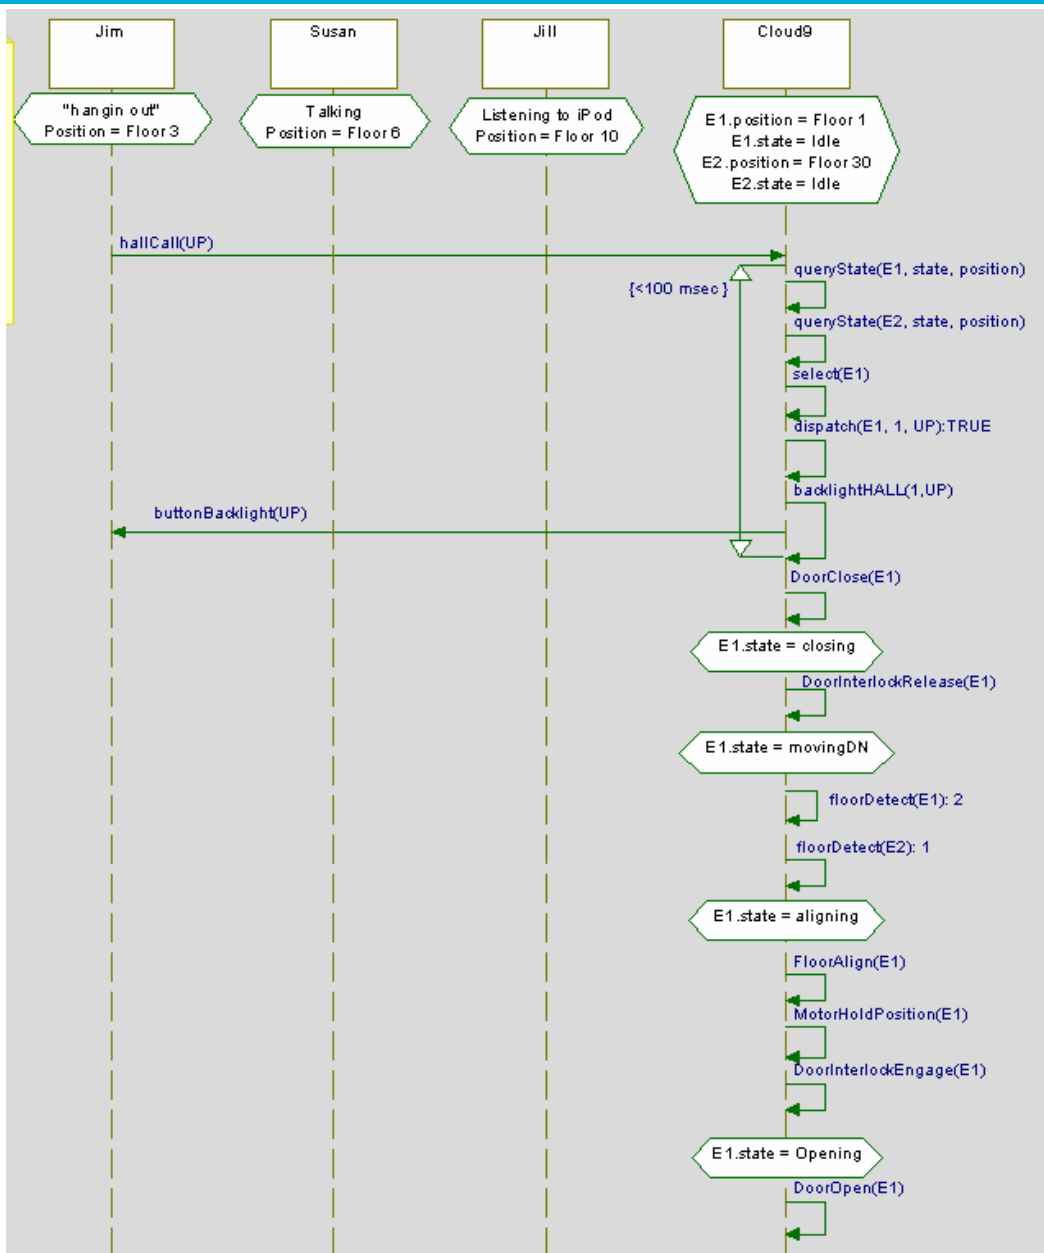 Jim
Susan
Jill
Cloud9
"hangin out"
Position = Floor 3
Talking
Position = Floor 6
Listening to iPod
Position = Floor 10
E1.position = Floor 1
E1.state = Idle
E2.position = Floor 30
E2.state = Idle
hallCall(UP)
queryState(E1, state, position)
{<100 msec}
queryState(E2, state, position)
select(E1)
dispatch(E1, 1, UP):TRUE
backlightHALL(1,UP)
buttonBacklight(UP)
DoorClose(E1)
E1.state = closing
DoorInterlockRelease(E1)
E1.state = movingDN
floorDetect(E1): 2
floorDetect(E2): 1
E1.state = aligning
FloorAlign(E1)
MotorHoldPosition(E1)
DoorInterlockEngage(E1)
E1.state = Opening
DoorOpen(E1)